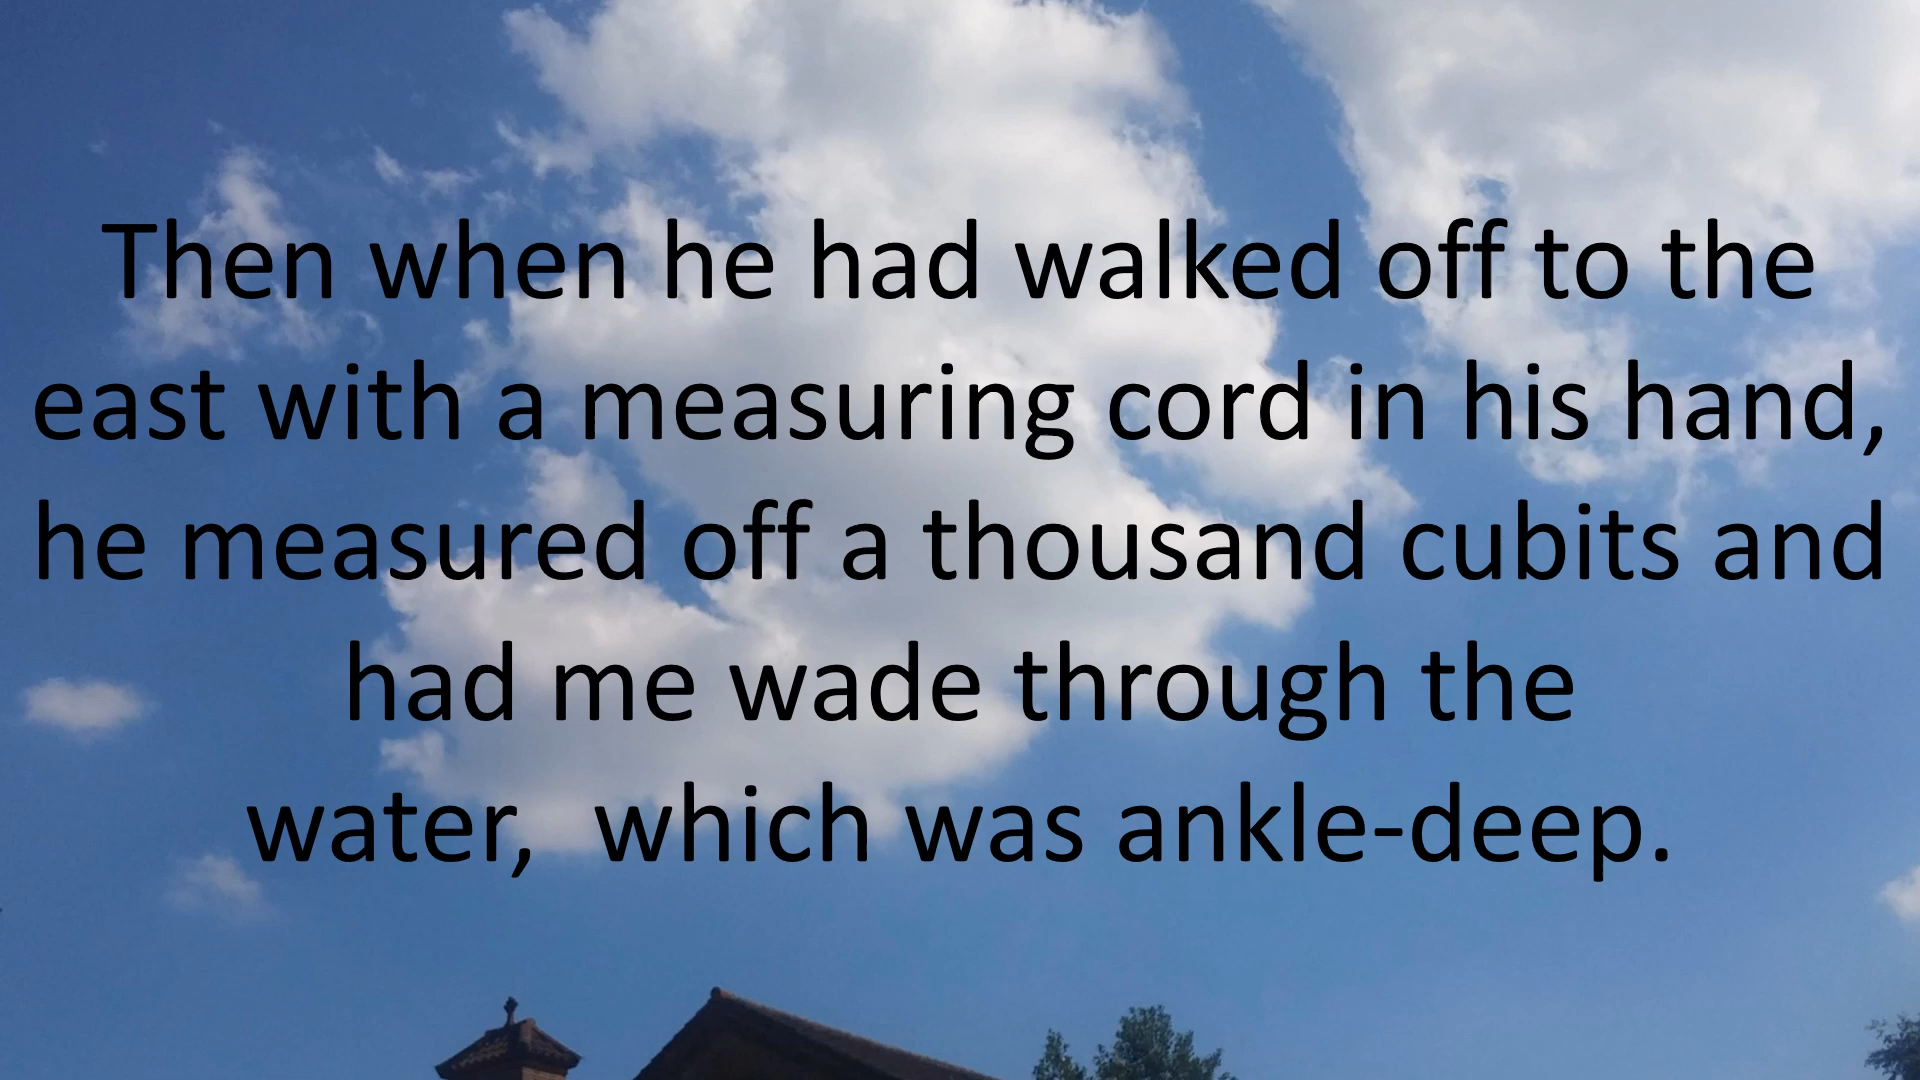 Then when he had walked off to the
east with a measuring cord in his hand,
he measured off a thousand cubits and
had me wade through the
water,  which was ankle-deep.